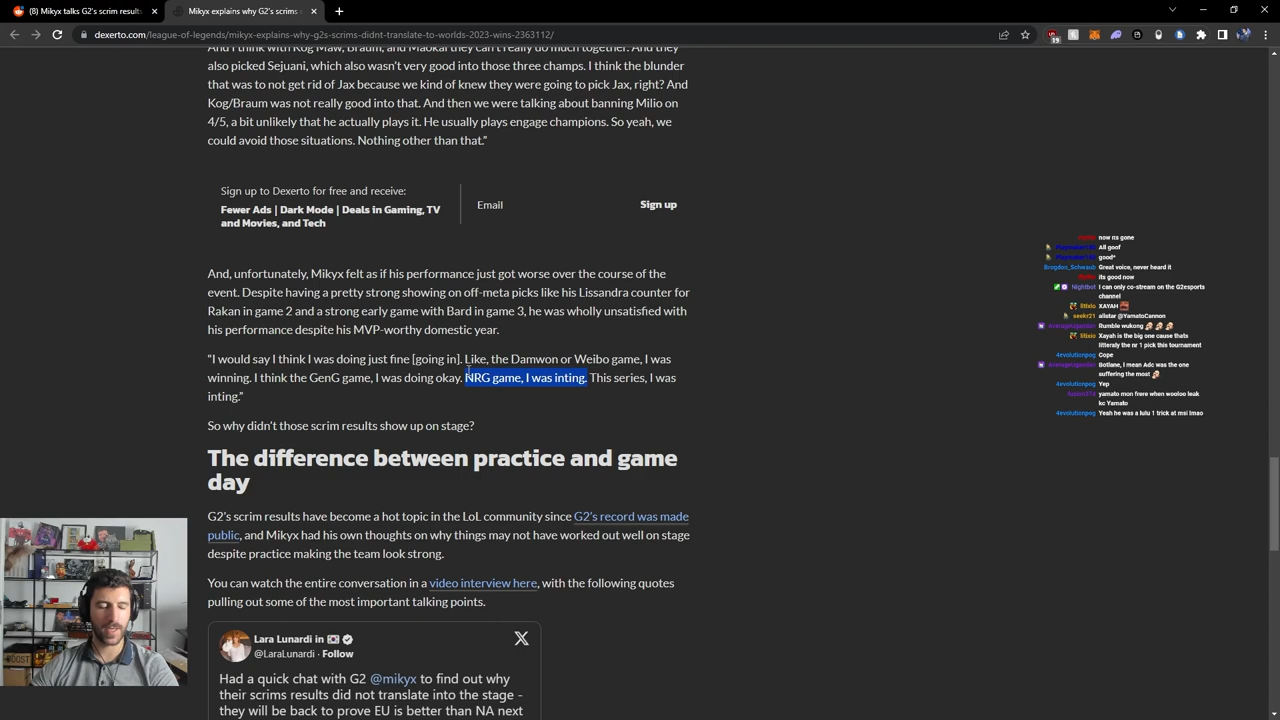 (8) Mikyx talks G2's scrim results
Mikyx explains why G2's scrims
dexerto.com/league-of-legends/mikyx-explains-why-g2s-scrims-didnt-translate-to-worlds-2023-wins-2363112/
19
And I think with Kog'Maw, Braum, and Maokai they can't really do much together. And they
also picked Sejuani, which also wasn't very good into those three champs. I think the blunder
that was to not get rid of Jax because we kind of knew they were going to pick Jax, right? And
Kog/Braum was not really good into that. And then we were talking about banning Milio on
4/5, a bit unlikely that he actually plays it. He usually plays engage champions. So yeah, we
could avoid those situations. Nothing other than that."
Sign up to Dexerto for free and receive:
Fewer Ads | Dark Mode | Deals in Gaming, TV
and Movies, and Tech
Email
Sign up
And, unfortunately, Mikyx felt as if his performance just got worse over the course of the
event. Despite having a pretty strong showing on off-meta picks like his Lissandra counter for
Rakan in game 2 and a strong early game with Bard in game 3, he was wholly unsatisfied with
his performance despite his MVP-worthy domestic year.
"I would say I think I was doing just fine [going in]. Like, the Damwon or Weibo game, I was
winning. I think the GenG game, I was doing okay. NRG game, I was inting. This series, I was
inting."
So why didn't those scrim results show up on stage?
The difference between practice and game
day
G2's scrim results have become a hot topic in the LoL community since G2's record was made
public, and Mikyx had his own thoughts on why things may not have worked out well on stage
despite practice making the team look strong.
You can watch the entire conversation in a video interview here, with the following quotes
pulling out some of the most important talking points.
Lara Lunardi in
@LaraLunardi · Follow
Had a quick chat with G2 @mikyx to find out why
their scrims results did not translate into the stage -
they will be back to prove EU is better than NA next
now its gone
All goof
good*
Brogdon_Schwaub Great voice, never heard it
its good now
Nightbot I can only co-stream on the G2esports
channel
litixio XAYAH
seekr21 alistar @YamatoCannon
AverageUgandan Rumble wukong
litixio Xayah is the big one cause thats
litteraly the nr 1 pick this tournament
4evolutionpog Cope
AverageUgandan Botlane, I mean Adc was the one
suffering the most
4evolutionpog Yep
yamato mon frere when wooloo leak
kc Yamato
4evolutionpog Yeah he was a lulu 1 trick at msi lmao